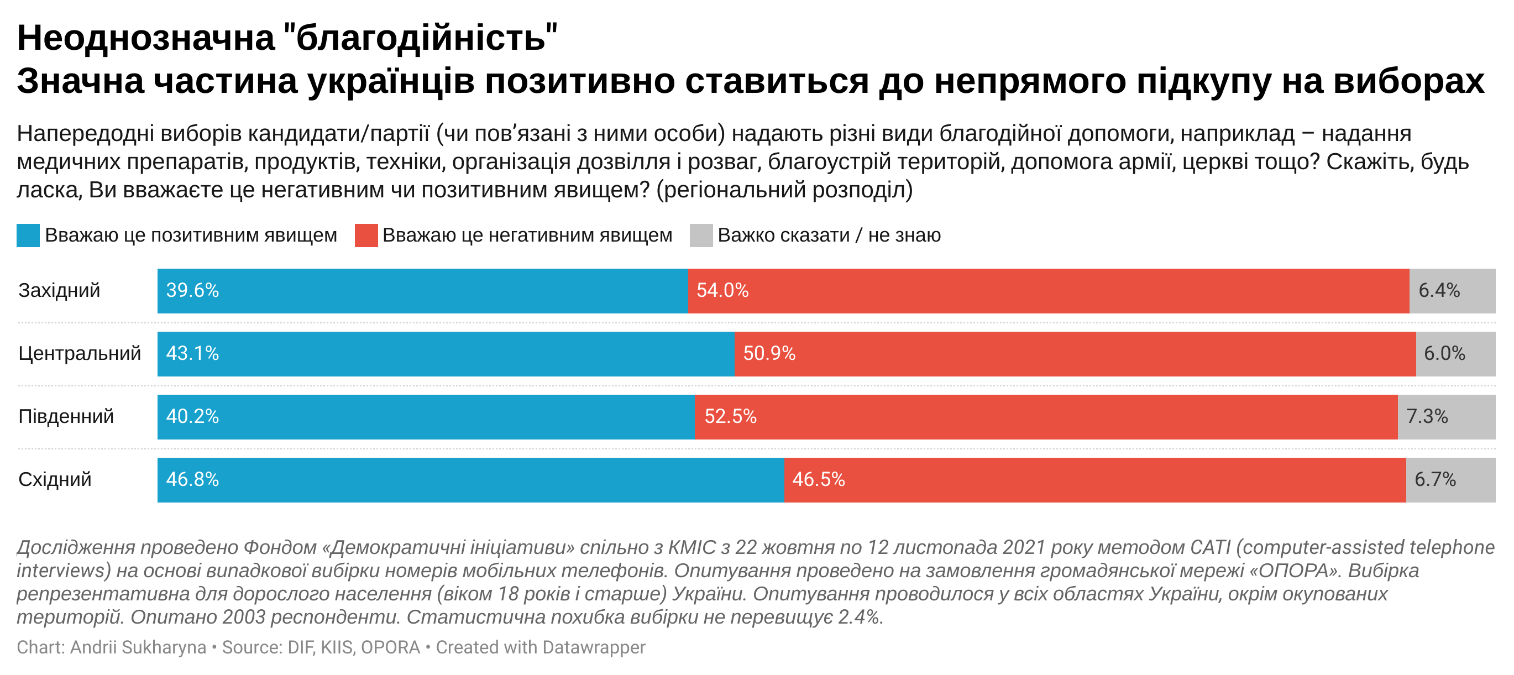 Неоднозначна "благодійність"
Значна частина українців позитивно ставиться до непрямого підкупу на виборах
Напередодні виборів кандидати/партії (чи пов’язані з ними особи) надають різні види благодійної допомоги, наприклад – надання
медичних препаратів, продуктів, техніки, організація дозвілля і розваг, благоустрій територій, допомога армії, церкві тощо? Скажіть, будь
ласка, Ви вважаєте це негативним чи позитивним явищем? (регіональний розподіл)
Вважаю це позитивним явищем Вважаю це негативним явищем Важко сказати / не знаю
Західний 39.6% 54.0% 6.4%
Центральний 43.1% 50.9% 6.0%
Південний 40.2% 52.5% 7.3%
Східний 46.8% 46.5% 6.7%
Дослідження проведено Фондом «Демократичні ініціативи» спільно з КМІС з 22 жовтня по 12 листопада 2021 року методом CATI (computer-assisted telephone
interviews) на основі випадкової вибірки номерів мобільних телефонів. Опитування проведено на замовлення громадянської мережі «ОПОРА». Вибірка
репрезентативна для дорослого населення (віком 18 років і старше) України. Опитування проводилося у всіх областях України, окрім окупованих
територій. Опитано 2003 респонденти. Статистична похибка вибірки не перевищує 2.4%.
Chart: Andrii Sukharyna • Source: DIF, KIIS, OPORA • Created with Datawrapper